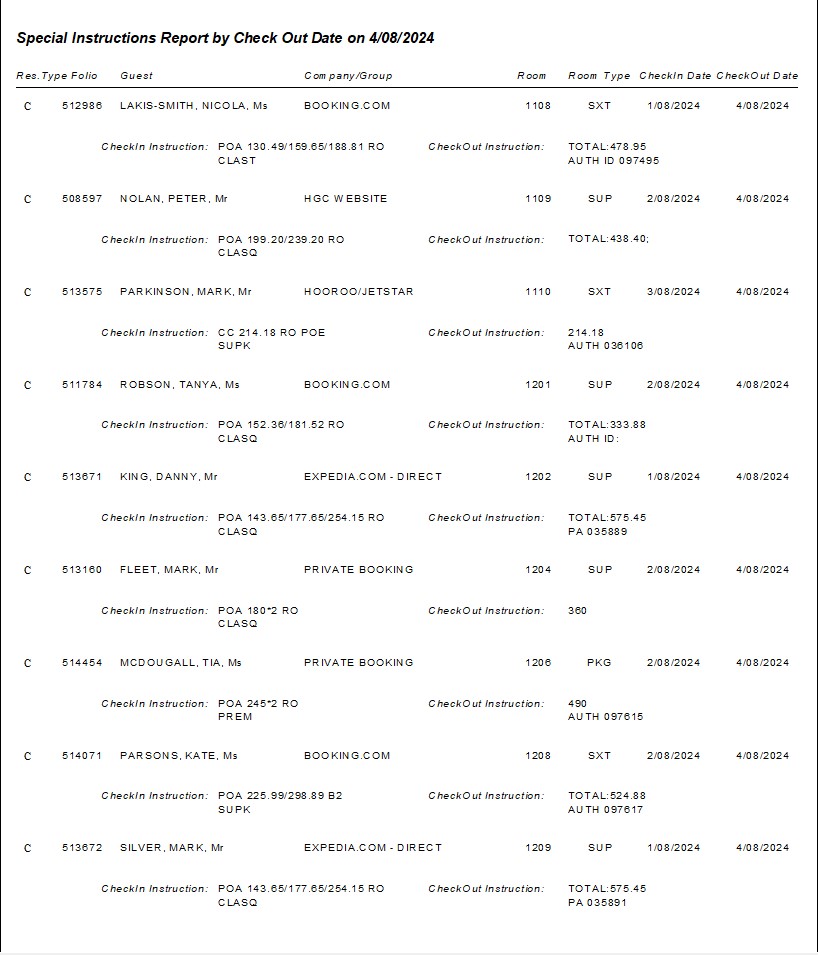 Special Instructions Report by Check Out Date on 4/08/2024
Res.Type Folio Guest Company/Group Room Room Type CheckIn Date CheckOut Date
C 512986 LAKIS-SMITH, NICOLA, Ms BOOKING.COM 1108 SXT 1/08/2024 4/08/2024
CheckIn Instruction: POA 130.49/159.65/188.81 RO CheckOut Instruction: TOTAL:478.95
CLAST AUTH ID 097495
C 508597 NOLAN, PETER, Mr HGC WEBSITE 1109 SUP 2/08/2024 4/08/2024
CheckIn Instruction: POA 199.20/239.20 RO CheckOut Instruction: TOTAL:438.40;
CLASQ
C 513575 PARKINSON, MARK, Mr HOOROO/JETSTAR 1110 SXT 3/08/2024 4/08/2024
CheckIn Instruction: CC 214.18 RO POE CheckOut Instruction: 214.18
SUPK AUTH 036106
C 511784 ROBSON, TANYA, Ms BOOKING.COM 1201 SUP 2/08/2024 4/08/2024
CheckIn Instruction: POA 152.36/181.52 RO CheckOut Instruction: TOTAL:333.88
CLASQ AUTH ID:
C 513671 KING, DANNY, Mr EXPEDIA.COM - DIRECT 1202 SUP 1/08/2024 4/08/2024
CheckIn Instruction: POA 143.65/177.65/254.15 RO CheckOut Instruction: TOTAL:575.45
CLASQ PA 035889
C 513160 FLEET, MARK, Mr PRIVATE BOOKING 1204 SUP 2/08/2024 4/08/2024
CheckIn Instruction: POA 180*2 RO CheckOut Instruction: 360
CLASQ
C 514454 MCDOUGALL, TIA, Ms PRIVATE BOOKING 1206 PKG 2/08/2024 4/08/2024
CheckIn Instruction: POA 245*2 RO CheckOut Instruction: 490
PREM AUTH 097615
C 514071 PARSONS, KATE, Ms BOOKING.COM 1208 SXT 2/08/2024 4/08/2024
CheckIn Instruction: POA 225.99/298.89 B2 CheckOut Instruction: TOTAL:524.88
SUPK AUTH 097617
C 513672 SILVER, MARK, Mr EXPEDIA.COM - DIRECT 1209 SUP 1/08/2024 4/08/2024
CheckIn Instruction: POA 143.65/177.65/254.15 RO CheckOut Instruction: TOTAL:575.45
CLASQ PA 035891